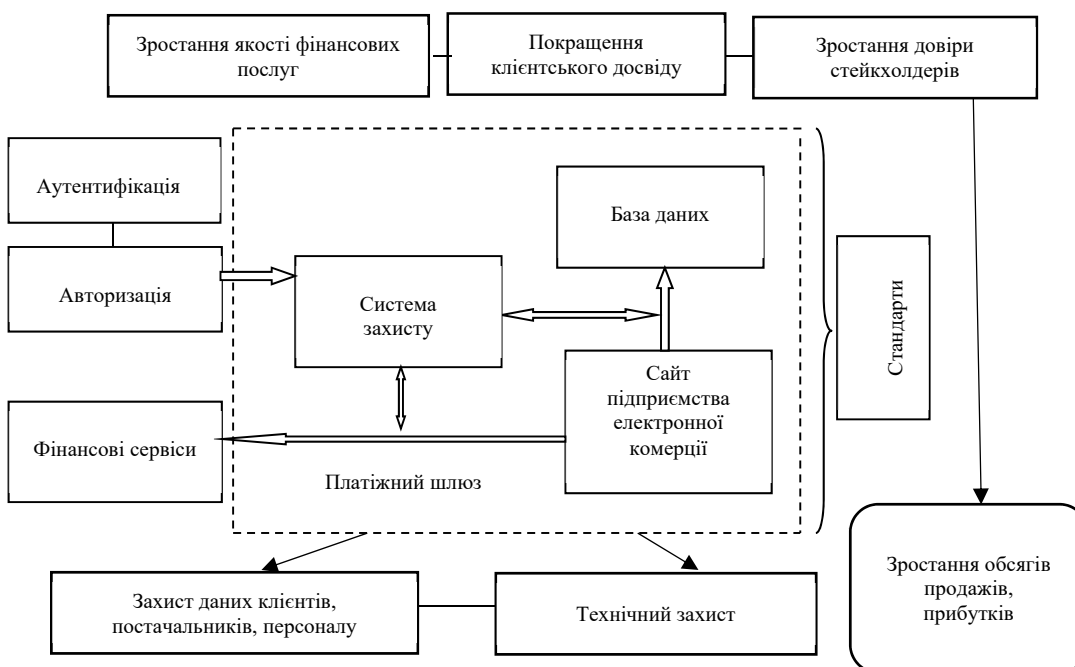 Зростання якості фінансових
послуг
Покращення
клієнтського досвіду
Зростання довіри
стейкхолдерів
Аутентифікація
База даних
Авторизація
Система
захисту
Стандарти
Сайт
підприємства
електронної
комерції
Фінансові сервіси
Платіжний шлюз
Зростання обсягів
продажів,
прибутків
Захист даних клієнтів,
постачальників, персоналу
Технічний захист